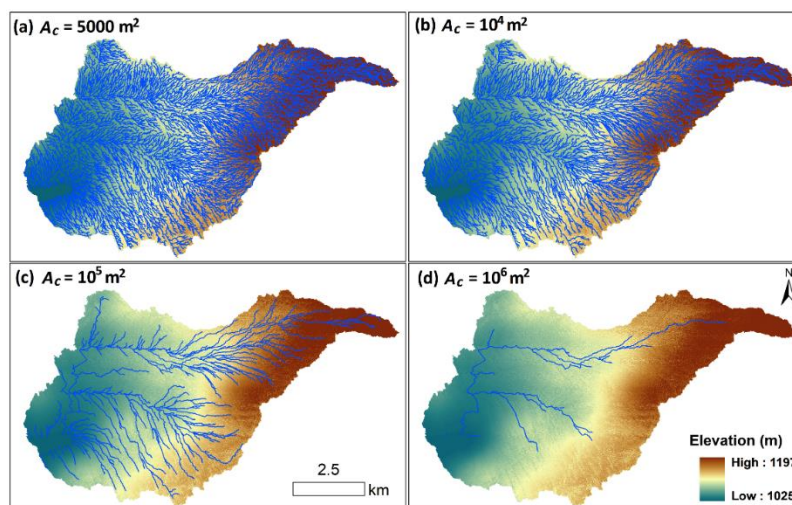 (a) Ac = 5000 m²
(b) Ac = 10⁴ m²
(c) Ac = 10⁵ m²
(d) Ac = 10⁶ m²
N
2.5
km
Elevation (m)
High : 1197
Low : 1025